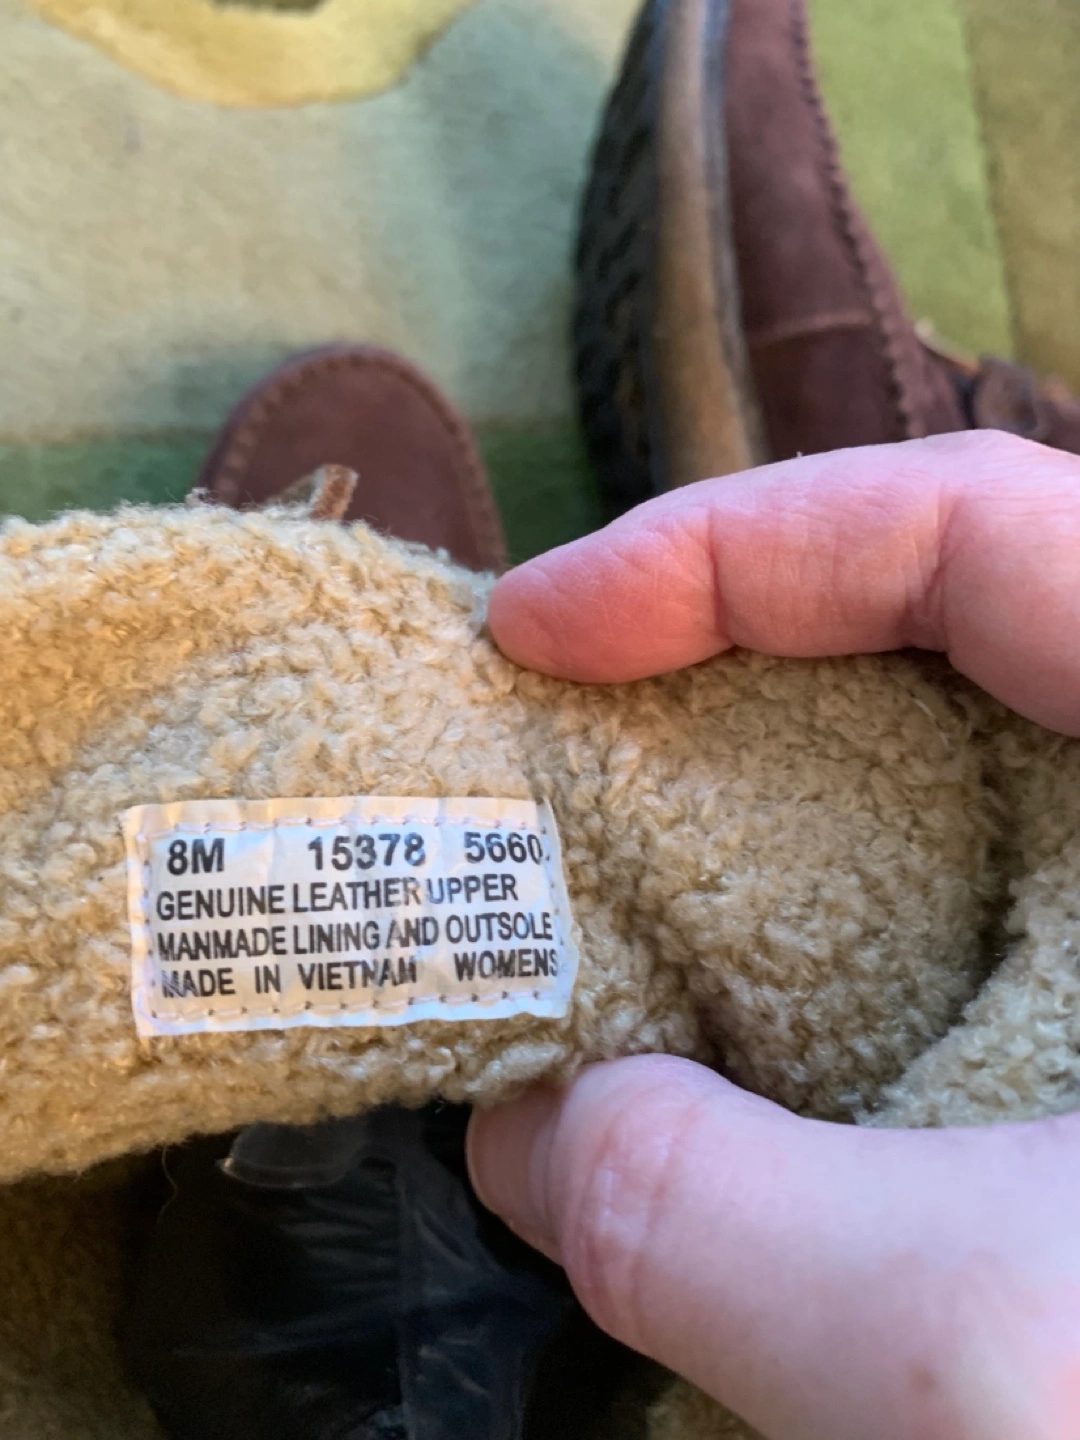 8M 15378 5660
GENUINE LEATHER UPPER
MANMADE LINING AND OUTSOLE
MADE IN VIETNAM WOMENS